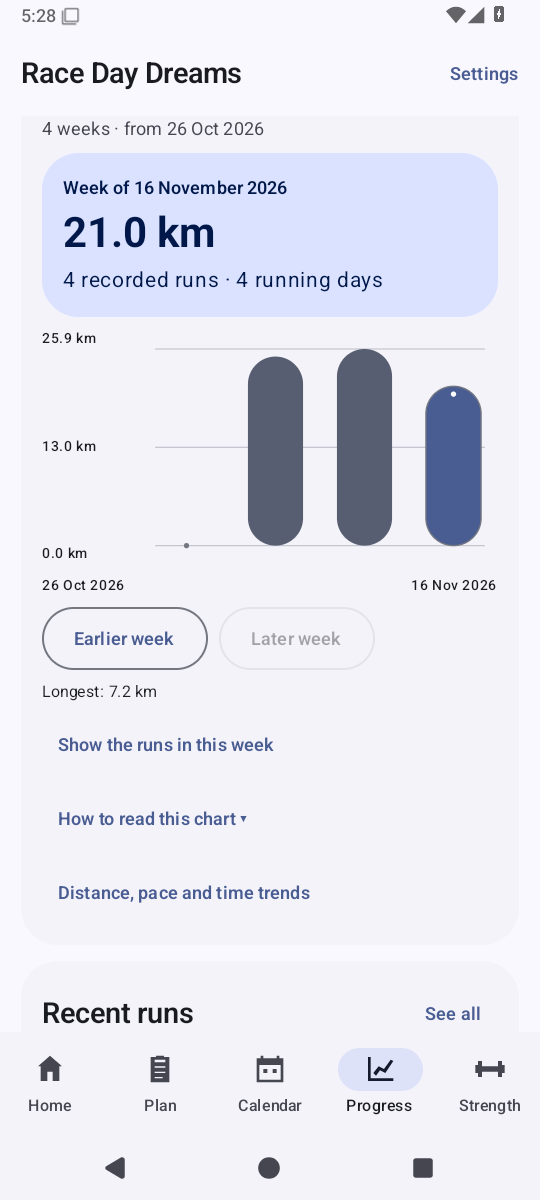 5:28
Race Day Dreams
Settings
4 weeks · from 26 Oct 2026
Week of 16 November 2026
21.0 km
4 recorded runs · 4 running days
25.9 km
13.0 km
0.0 km
26 Oct 2026
16 Nov 2026
Earlier week
Later week
Longest: 7.2 km
Show the runs in this week
How to read this chart ▾
Distance, pace and time trends
Recent runs
See all
Home
Plan
Calendar
Progress
Strength